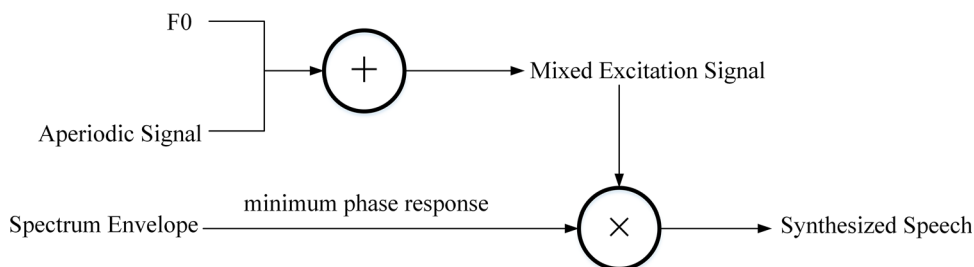 F0
+
Mixed Excitation Signal
Aperiodic Signal
minimum phase response
Spectrum Envelope
×
Synthesized Speech